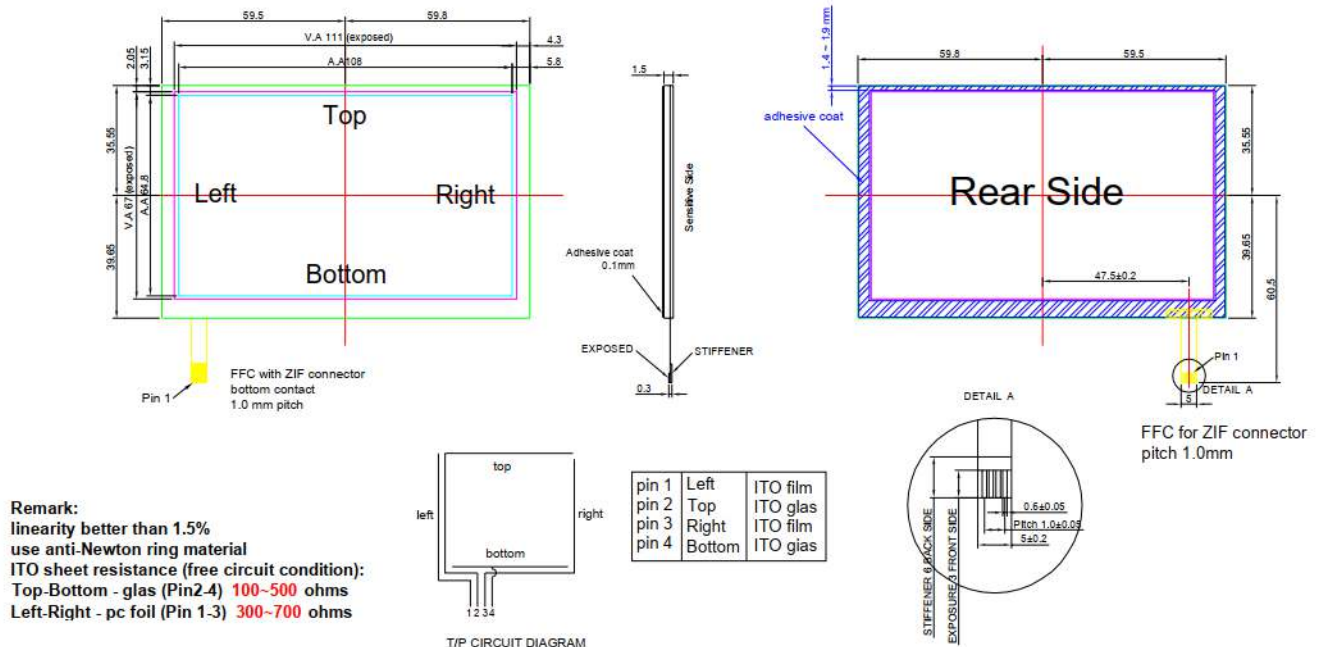 59.5
59.8
V.A 111 (exposed)
4.3
A.A108
5.8
2.05
3.15
35.55
39.65
V.A 67 (exposed)
A.A 64.8
Top
Left
Right
Bottom
Pin 1
FFC with ZIF connector
bottom contact
1.0 mm pitch
1.5
Sensitive Side
Adhesive coat
0.1mm
EXPOSED
STIFFENER
0.3
1.4 ~ 1.9 mm
59.8
59.5
adhesive coat
Rear Side
35.55
39.65
60.5
47.5±0.2
Pin 1
DETAIL A
5
FFC for ZIF connector
pitch 1.0mm
DETAIL A
0.6±0.05
Pitch 1.0±0.05
5±0.2
STIFFENER 6 BACK SIDE
EXPOSURE 3 FRONT SIDE
Remark:
linearity better than 1.5%
use anti-Newton ring material
ITO sheet resistance (free circuit condition):
Top-Bottom - glas (Pin2-4) 100~500 ohms
Left-Right - pc foil (Pin 1-3) 300~700 ohms
top
left
right
bottom
1 2 3 4
T/P CIRCUIT DIAGRAM
pin 1 Left ITO film
pin 2 Top ITO glas
pin 3 Right ITO film
pin 4 Bottom ITO glas